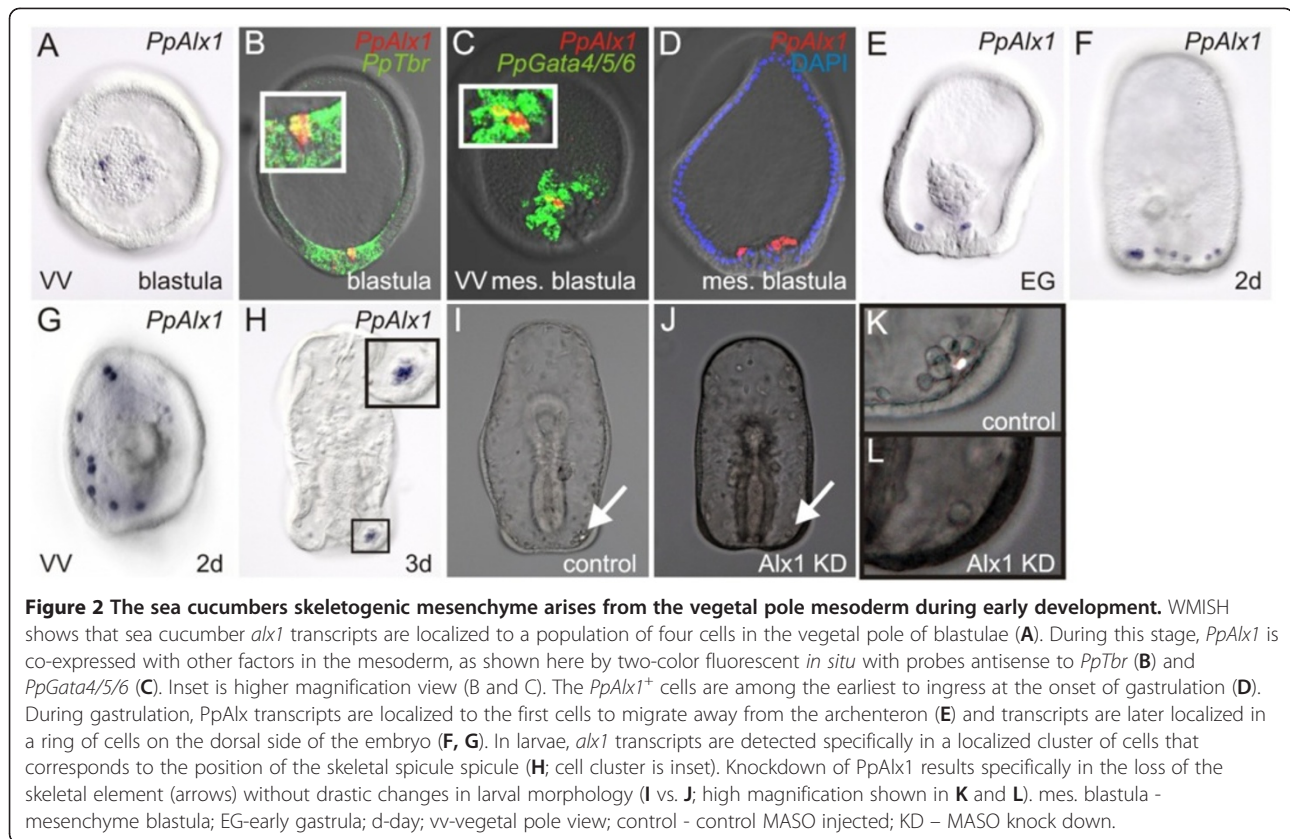 A PpAlx1 VV blastula
B PpAlx1 PpTbr blastula
C PpAlx1 PpGata4/5/6 VV mes. blastula
D PpAlx1 DAPI mes. blastula
E PpAlx1 EG
F PpAlx1 2d
G PpAlx1 VV 2d
H PpAlx1 3d
I control
J Alx1 KD
K control
L Alx1 KD
Figure 2 The sea cucumbers skeletogenic mesenchyme arises from the vegetal pole mesoderm during early development. WMISH
shows that sea cucumber alx1 transcripts are localized to a population of four cells in the vegetal pole of blastulae (A). During this stage, PpAlx1 is
co-expressed with other factors in the mesoderm, as shown here by two-color fluorescent in situ with probes antisense to PpTbr (B) and
PpGata4/5/6 (C). Inset is higher magnification view (B and C). The PpAlx1+ cells are among the earliest to ingress at the onset of gastrulation (D).
During gastrulation, PpAlx transcripts are localized to the first cells to migrate away from the archenteron (E) and transcripts are later localized in
a ring of cells on the dorsal side of the embryo (F, G). In larvae, alx1 transcripts are detected specifically in a localized cluster of cells that
corresponds to the position of the skeletal spicule spicule (H; cell cluster is inset). Knockdown of PpAlx1 results specifically in the loss of the
skeletal element (arrows) without drastic changes in larval morphology (I vs. J; high magnification shown in K and L). mes. blastula -
mesenchyme blastula; EG-early gastrula; d-day; vv-vegetal pole view; control - control MASO injected; KD – MASO knock down.